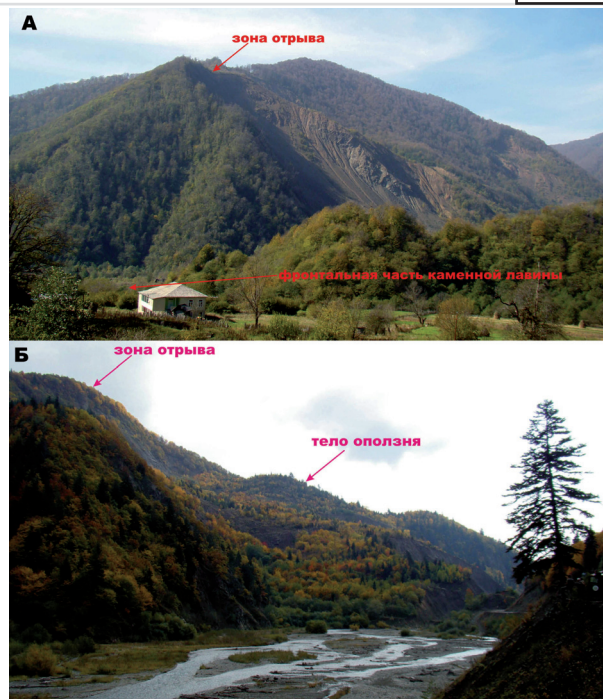 А
зона отрыва
фронтальная часть каменной лавины
Б
зона отрыва
тело оползня